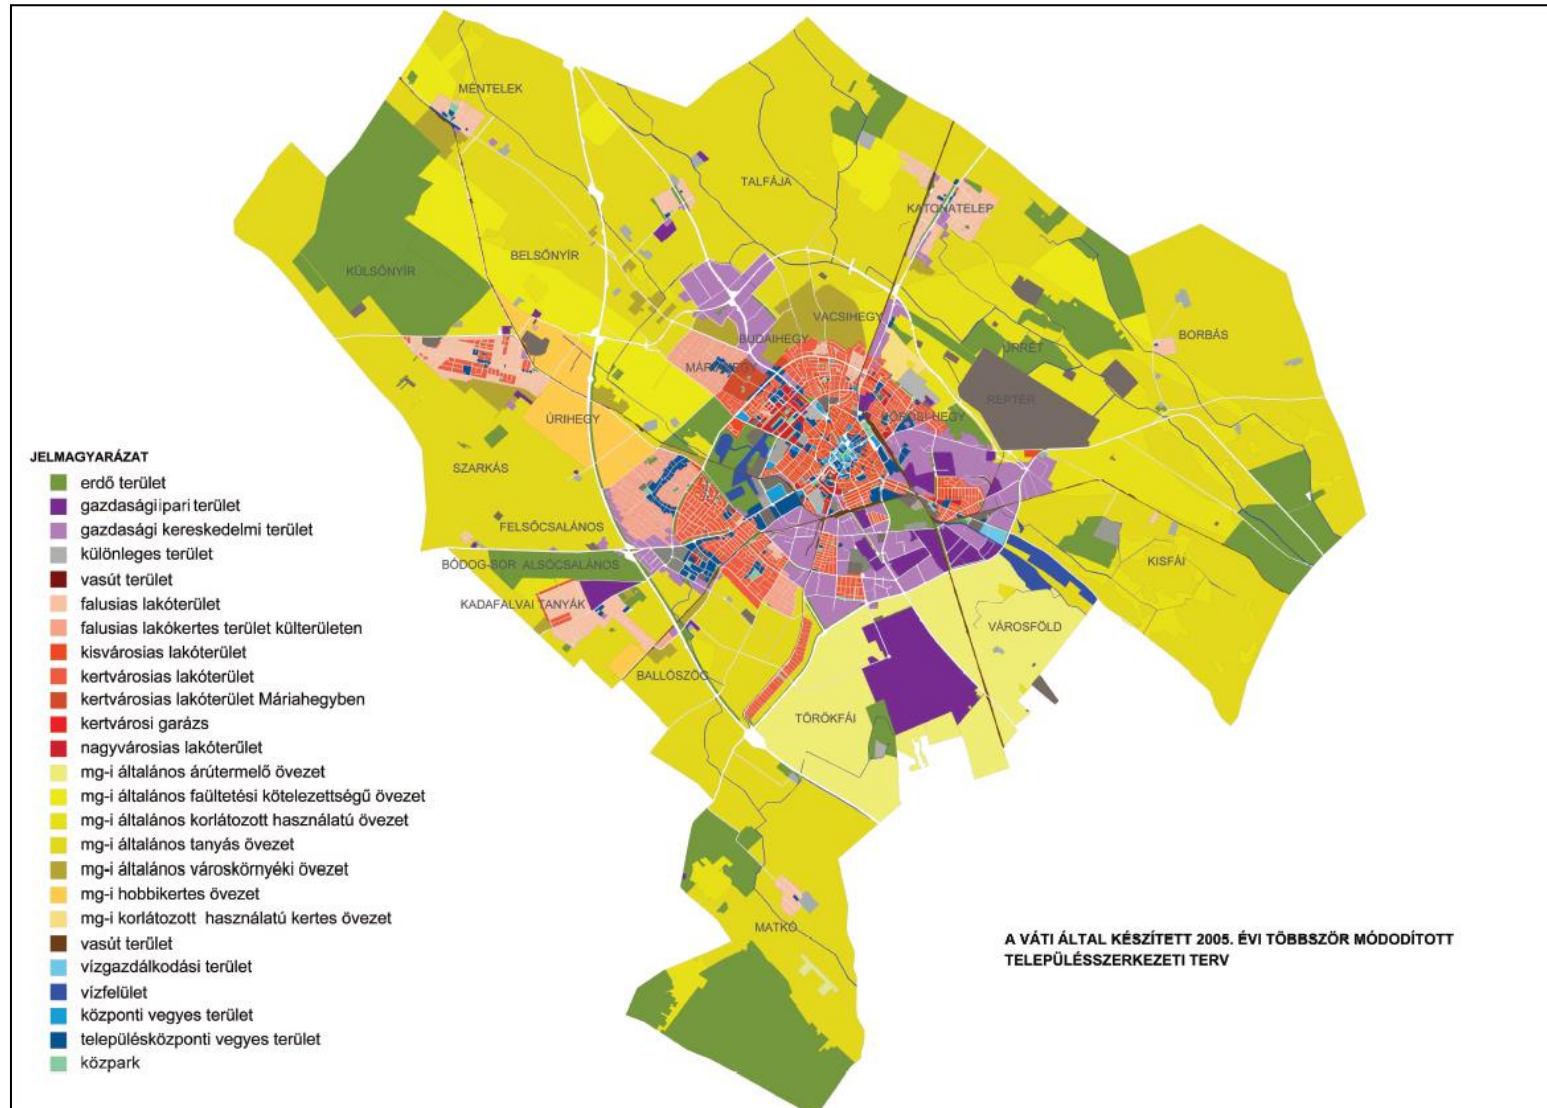 MÉNTELEK
TALFÁJA
KATONATELEP
BELSŐNYÍR
KÜLSŐNYÍR
VACSIHEGY
BUDAIHEGY
ÚRRÉT
BORBÁS
MÁRIAHEGY
REPTÉR
ÚRIHEGY
KŐRÖSI-HEGY
SZARKÁS
FELSŐCSALÁNOS
BÓDOG-SOR ALSÓCSALÁNOS
KISFÁI
KADAFALVAI TANYÁK
VÁROSFÖLD
BALLÓSZÖG
TÖRÖKFÁI
MATKÓ
JELMAGYARÁZAT
erdő terület
gazdasági ipari terület
gazdasági kereskedelmi terület
különleges terület
vasút terület
falusias lakóterület
falusias lakókertes terület külterületen
kisvárosias lakóterület
kertvárosias lakóterület
kertvárosias lakóterület Máriahegyben
kertvárosi garázs
nagyvárosias lakóterület
mg-i általános árútermelő övezet
mg-i általános faültetési kötelezettségű övezet
mg-i általános korlátozott használatú övezet
mg-i általános tanyás övezet
mg-i általános városkörnyéki övezet
mg-i hobbikertes övezet
mg-i korlátozott használatú kertes övezet
vasút terület
vízgazdálkodási terület
vízfelület
központi vegyes terület
településközponti vegyes terület
közpark
A VÁTI ÁLTAL KÉSZÍTETT 2005. ÉVI TÖBBSZÖR MÓDODÍTOTT
TELEPÜLÉSSZERKEZETI TERV